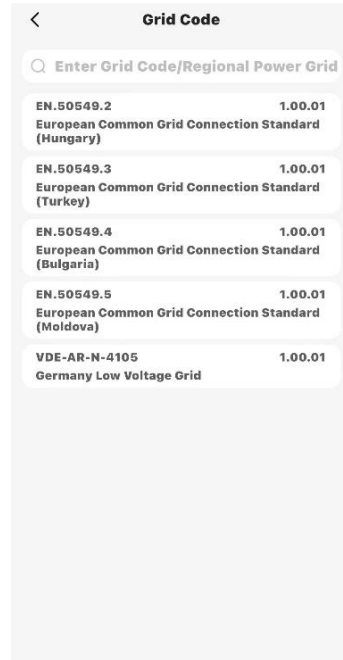 Grid Code
Enter Grid Code/Regional Power Grid
EN.50549.2 1.00.01
European Common Grid Connection Standard
(Hungary)
EN.50549.3 1.00.01
European Common Grid Connection Standard
(Turkey)
EN.50549.4 1.00.01
European Common Grid Connection Standard
(Bulgaria)
EN.50549.5 1.00.01
European Common Grid Connection Standard
(Moldova)
VDE-AR-N-4105 1.00.01
Germany Low Voltage Grid